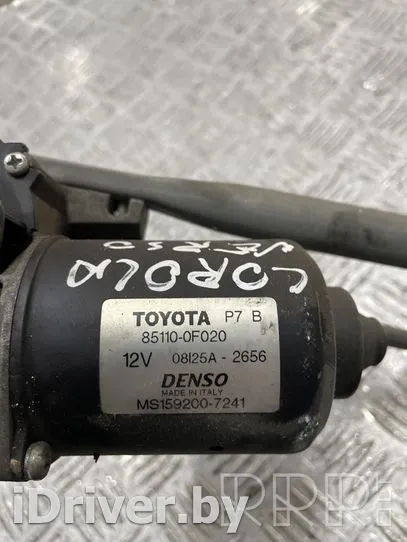 COROLA
VERSO
TOYOTA P7 B
85110-0F020
12V 08I25A - 2656
DENSO
MADE IN ITALY
MS159200-7241
iDriver.by
RRR